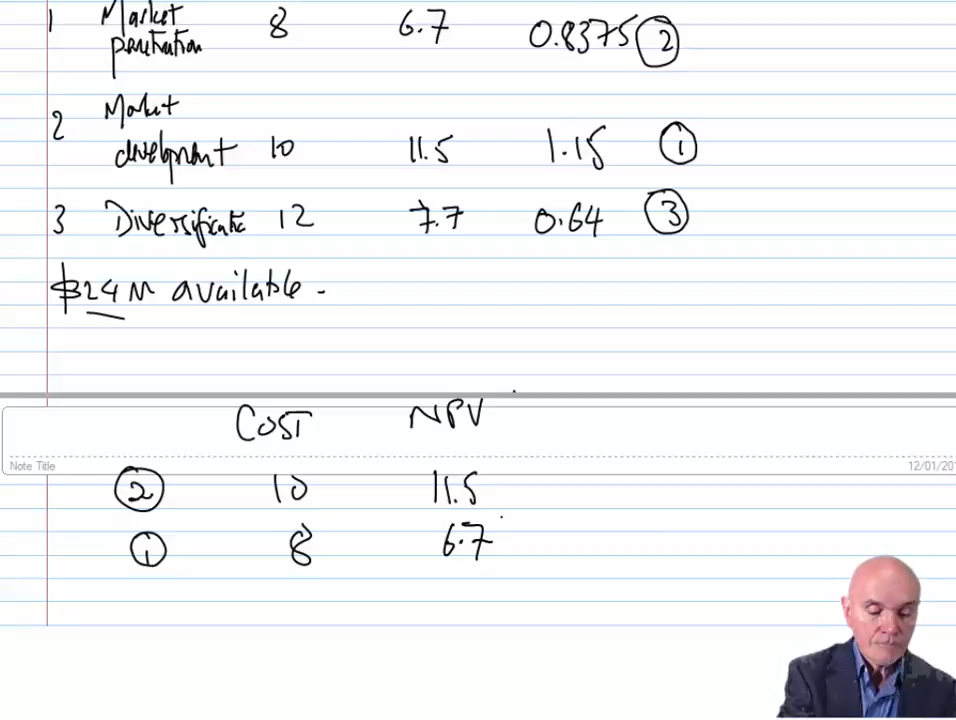 1 Market penetration 8 6.7 0.8375 2
2 Market
development 10 11.5 1.15 1
3 Diversificatn 12 7.7 0.64 3
$24 M available -
COST NPV
Note Title 12/01/20
2 10 11.5
1 8 6.7